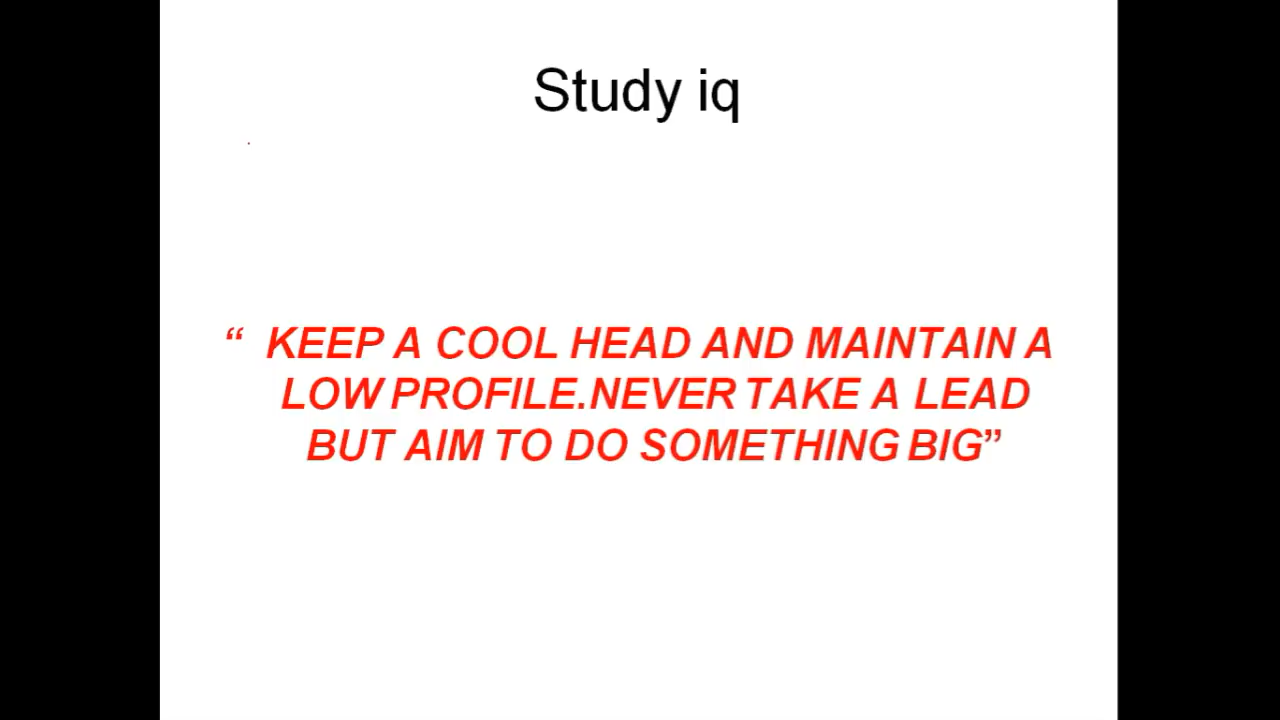 Study iq
“ KEEP A COOL HEAD AND MAINTAIN A
LOW PROFILE.NEVER TAKE A LEAD
BUT AIM TO DO SOMETHING BIG”